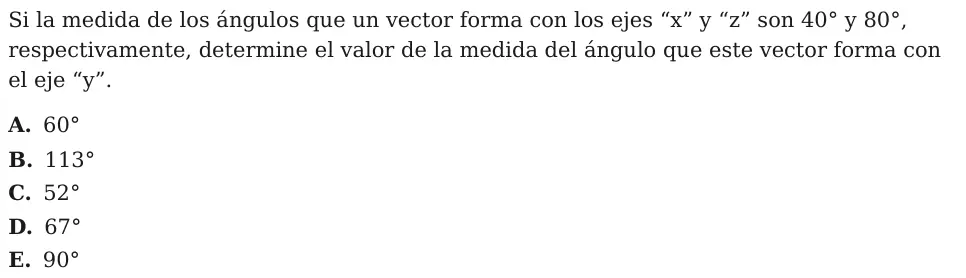 Si la medida de los ángulos que un vector forma con los ejes “x” y “z” son 40° y 80°,
respectivamente, determine el valor de la medida del ángulo que este vector forma con
el eje “y”.
A. 60°
B. 113°
C. 52°
D. 67°
E. 90°